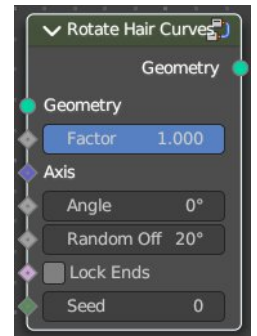 Rotate Hair Curves
Geometry
Geometry
Factor 1.000
Axis
Angle 0°
Random Off 20°
Lock Ends
Seed 0